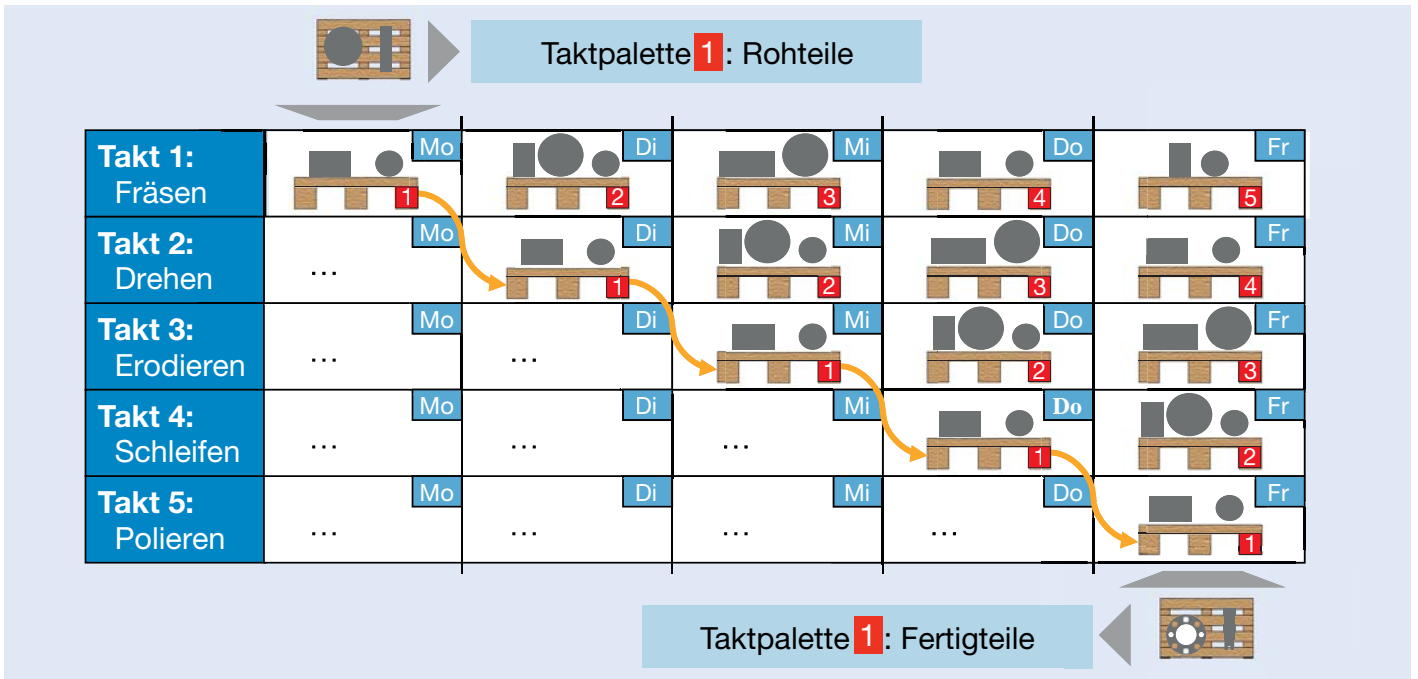 Taktpalette 1 : Rohteile
Takt 1:
Fräsen
Mo
1
Di
2
Mi
3
Do
4
Fr
5
Takt 2:
Drehen
Mo
...
Di
1
Mi
2
Do
3
Fr
4
Takt 3:
Erodieren
Mo
...
Di
...
Mi
1
Do
2
Fr
3
Takt 4:
Schleifen
Mo
...
Di
...
Mi
...
Do
1
Fr
2
Takt 5:
Polieren
Mo
...
Di
...
Mi
...
Do
...
Fr
1
Taktpalette 1 : Fertigteile